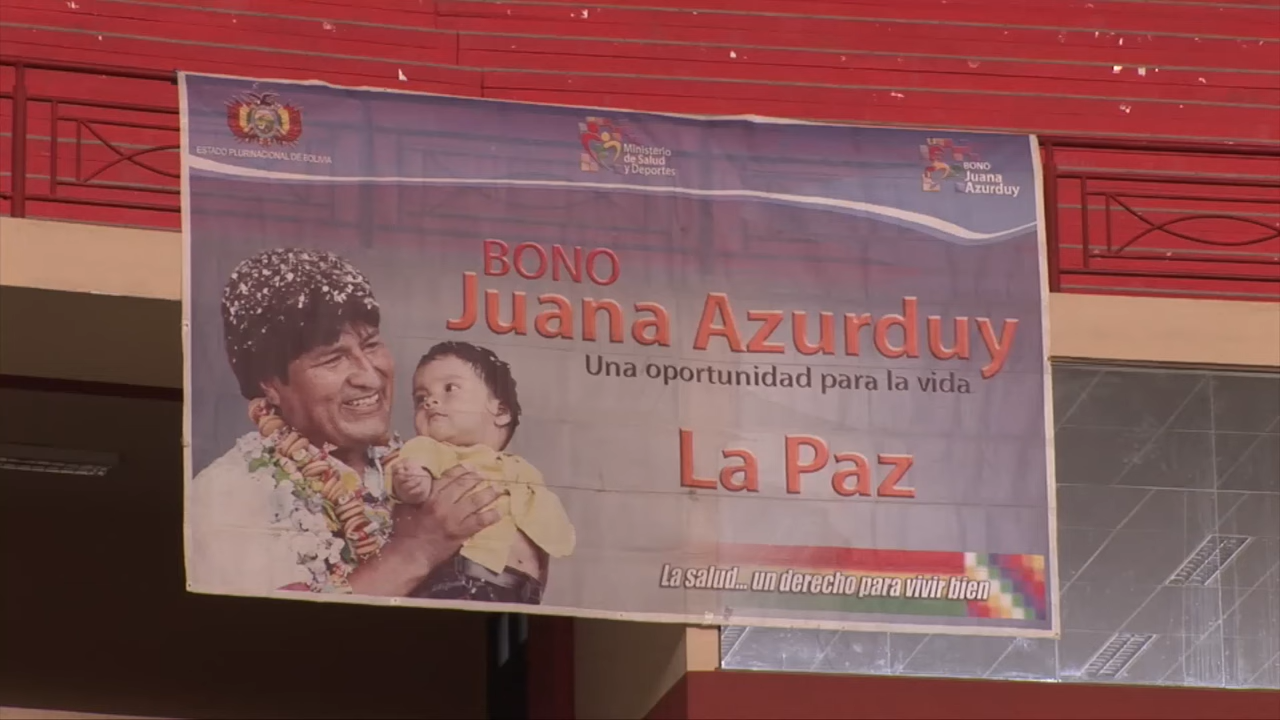 ESTADO PLURINACIONAL DE BOLIVIA
Ministerio
de Salud
y Deportes
BONO
Juana
Azurduy
BONO
Juana Azurduy
Una oportunidad para la vida
La Paz
La salud... un derecho para vivir bien